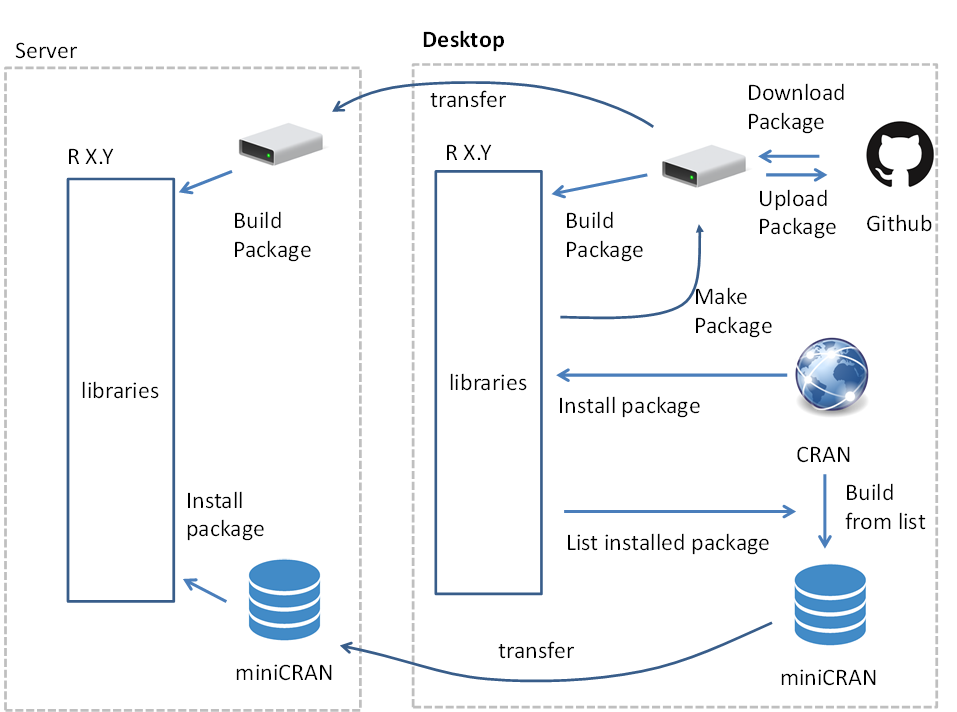 Server
Desktop
transfer
Download
Package
R X.Y
R X.Y
Build
Package
Build
Package
Upload
Package
Github
Make
Package
libraries
libraries
Install package
CRAN
Install
package
Build
from list
List installed package
transfer
miniCRAN
miniCRAN